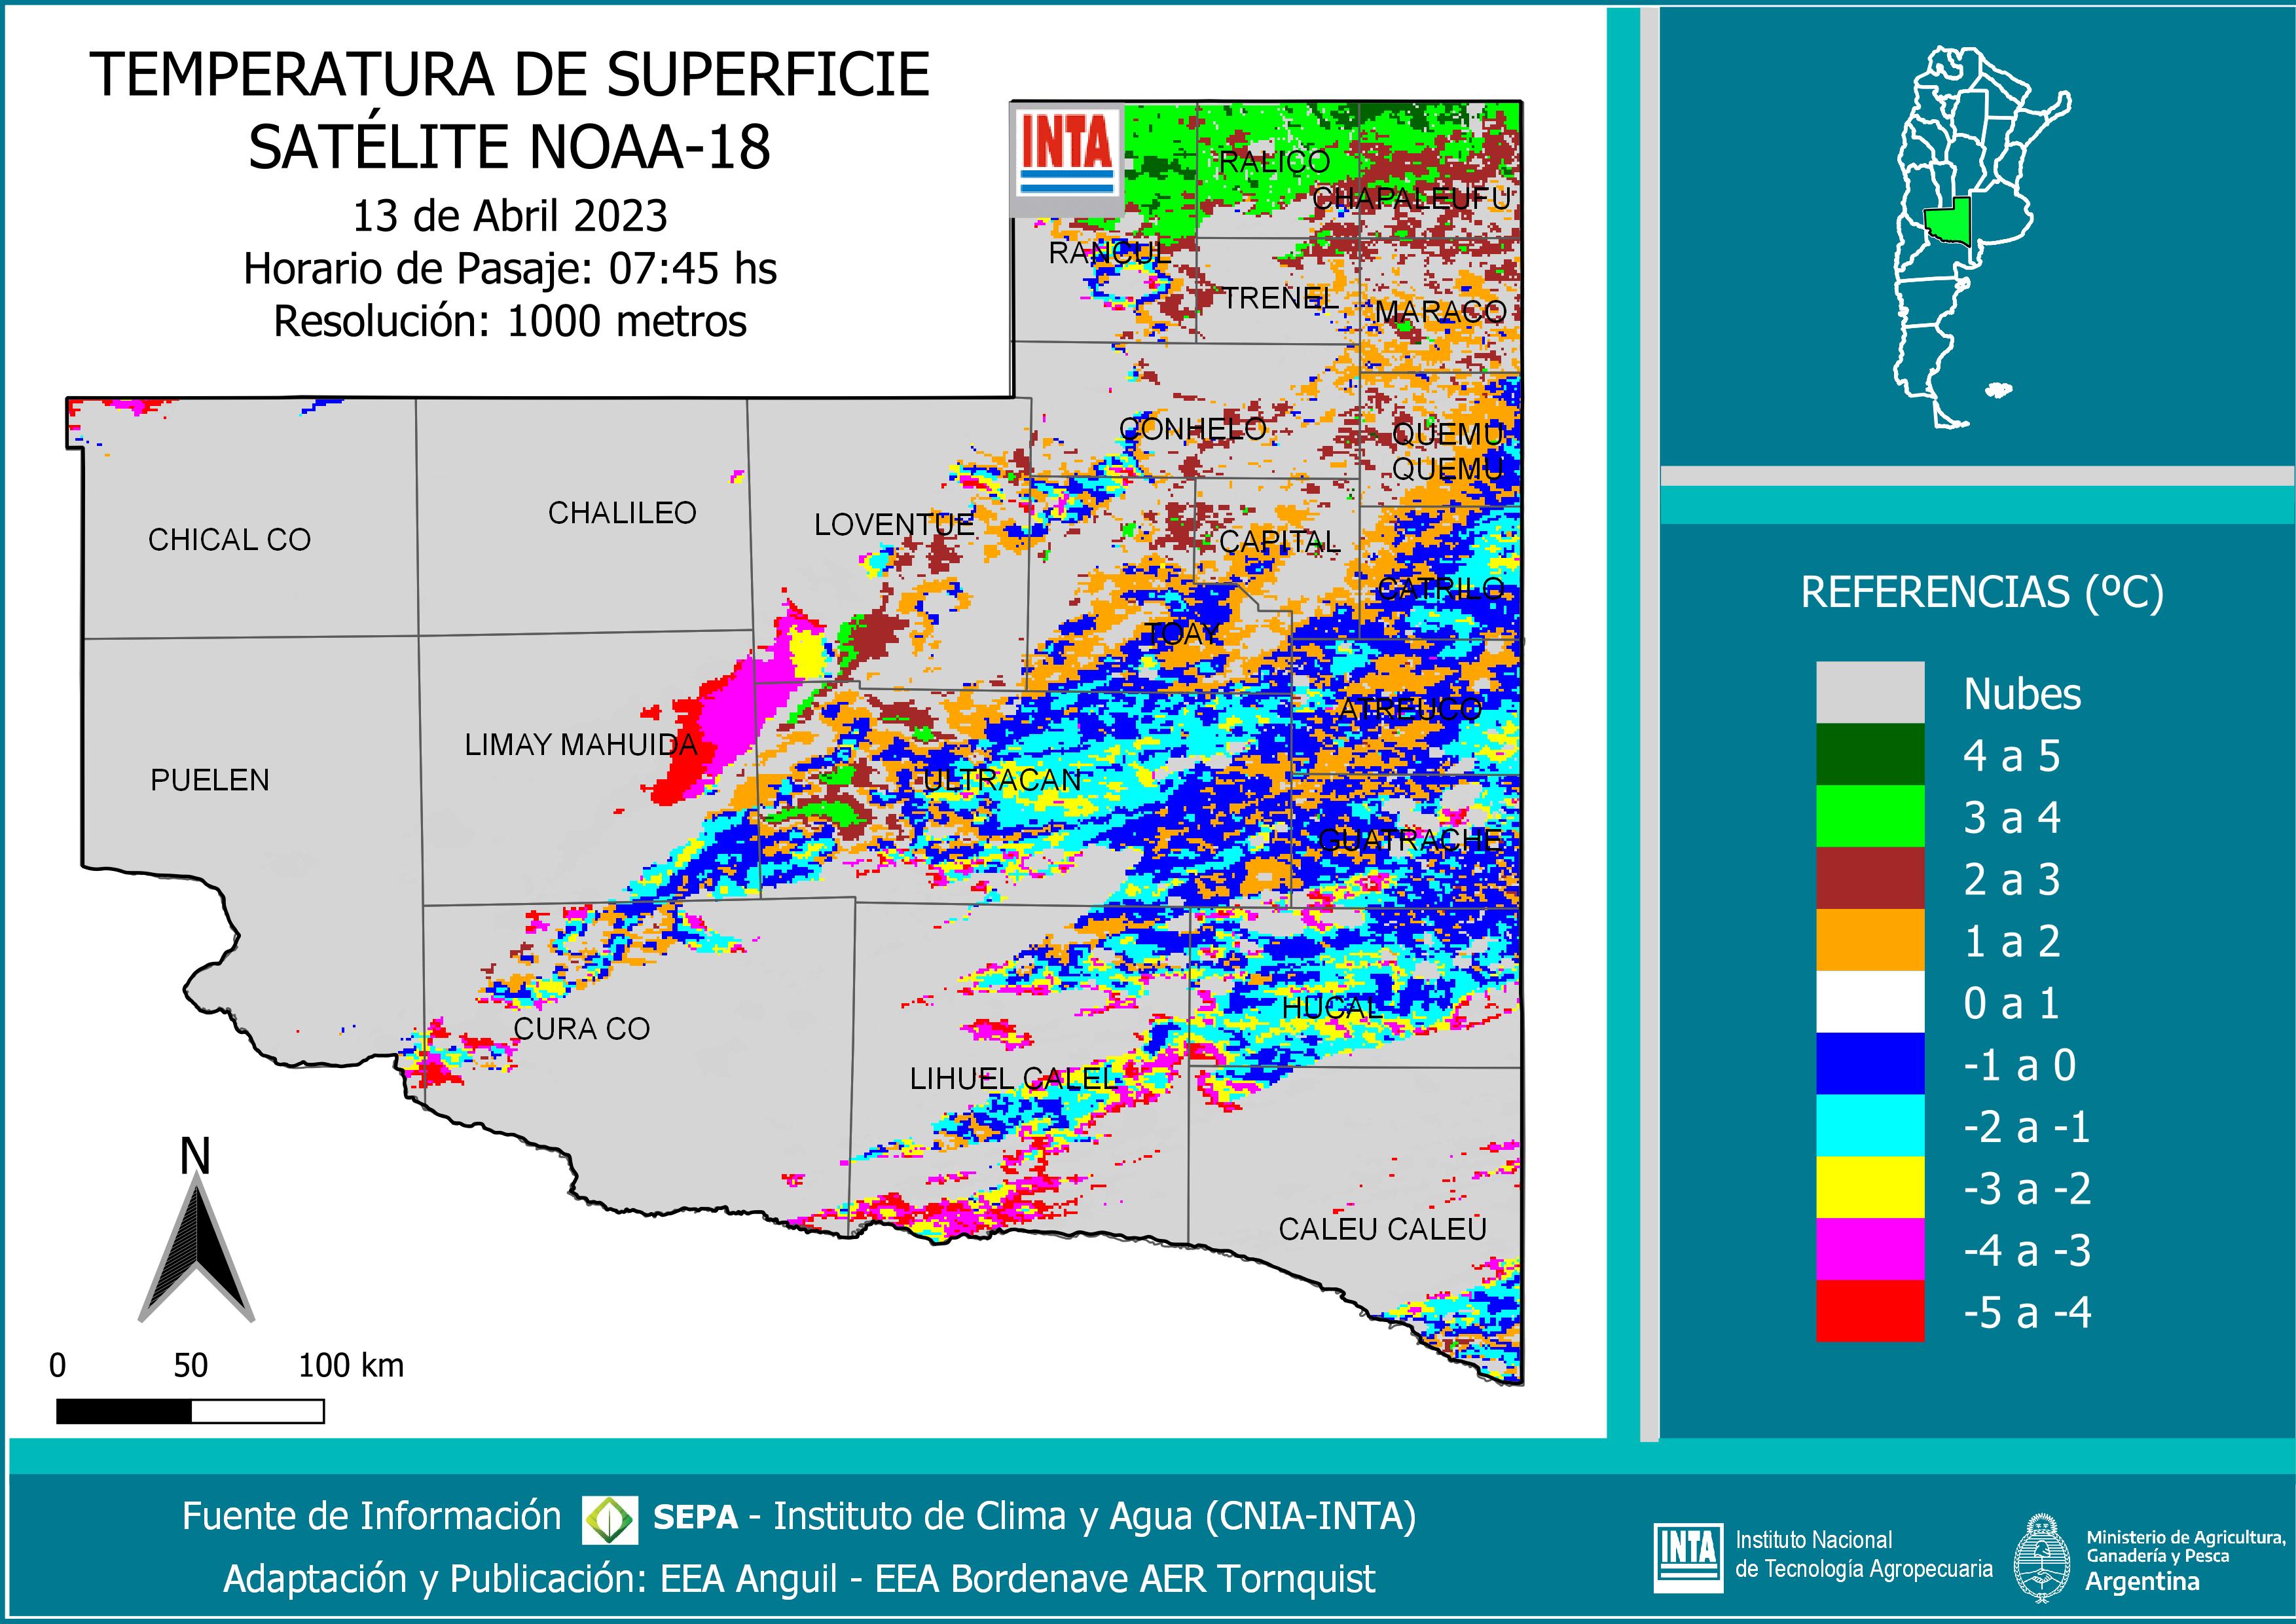 TEMPERATURA DE SUPERFICIE
SATÉLITE NOAA-18
13 de Abril 2023
Horario de Pasaje: 07:45 hs
Resolución: 1000 metros
INTA
RALICO
CHAPALEUFU
RANCUL
TRENEL
MARACO
CONHELO
QUEMU
QUEMU
CHALILEO
LOVENTUE
CHICAL CO
CAPITAL
CATRILO
TOAY
ATREUCO
LIMAY MAHUIDA
PUELEN
ULTRACAN
GUATRACHE
CURA CO
HUCAL
LIHUEL CALEL
CALEU CALEU
N
0 50 100 km
REFERENCIAS (ºC)
Nubes
4 a 5
3 a 4
2 a 3
1 a 2
0 a 1
-1 a 0
-2 a -1
-3 a -2
-4 a -3
-5 a -4
Fuente de Información SEPA - Instituto de Clima y Agua (CNIA-INTA)
Adaptación y Publicación: EEA Anguil - EEA Bordenave AER Tornquist
INTA
Instituto Nacional
de Tecnología Agropecuaria
Ministerio de Agricultura,
Ganadería y Pesca
Argentina